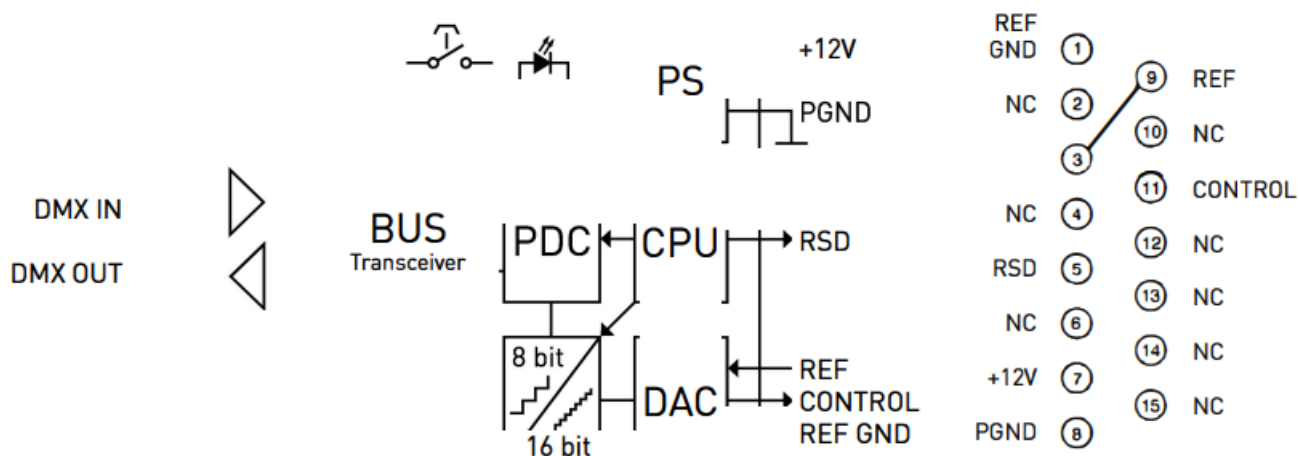 +12V
PS
PGND
DMX IN
DMX OUT
BUS
Transceiver
PDC
CPU
RSD
8 bit
16 bit
DAC
REF
CONTROL
REF GND
REF
GND
1
NC
2
3
NC
4
RSD
5
NC
6
+12V
7
PGND
8
9
REF
10
NC
11
CONTROL
12
NC
13
NC
14
NC
15
NC